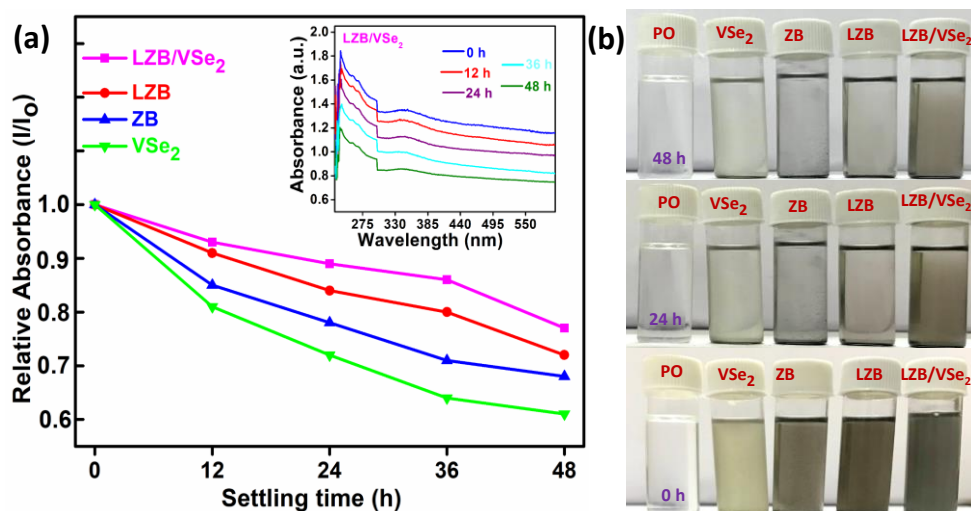 (a)
LZB/VSe₂
LZB
ZB
VSe₂
Relative Absorbance (I/I₀)
1.0
0.9
0.8
0.7
0.6
0
12
24
36
48
Settling time (h)
LZB/VSe₂
0 h
12 h
24 h
36 h
48 h
Absorbance (a.u.)
2.0
1.8
1.6
1.4
1.2
1.0
0.8
0.6
275
330
385
440
495
550
Wavelength (nm)
(b)
PO
VSe₂
ZB
LZB
LZB/VSe₂
48 h
PO
VSe₂
ZB
LZB
LZB/VSe₂
24 h
PO
VSe₂
ZB
LZB
LZB/VSe₂
0 h